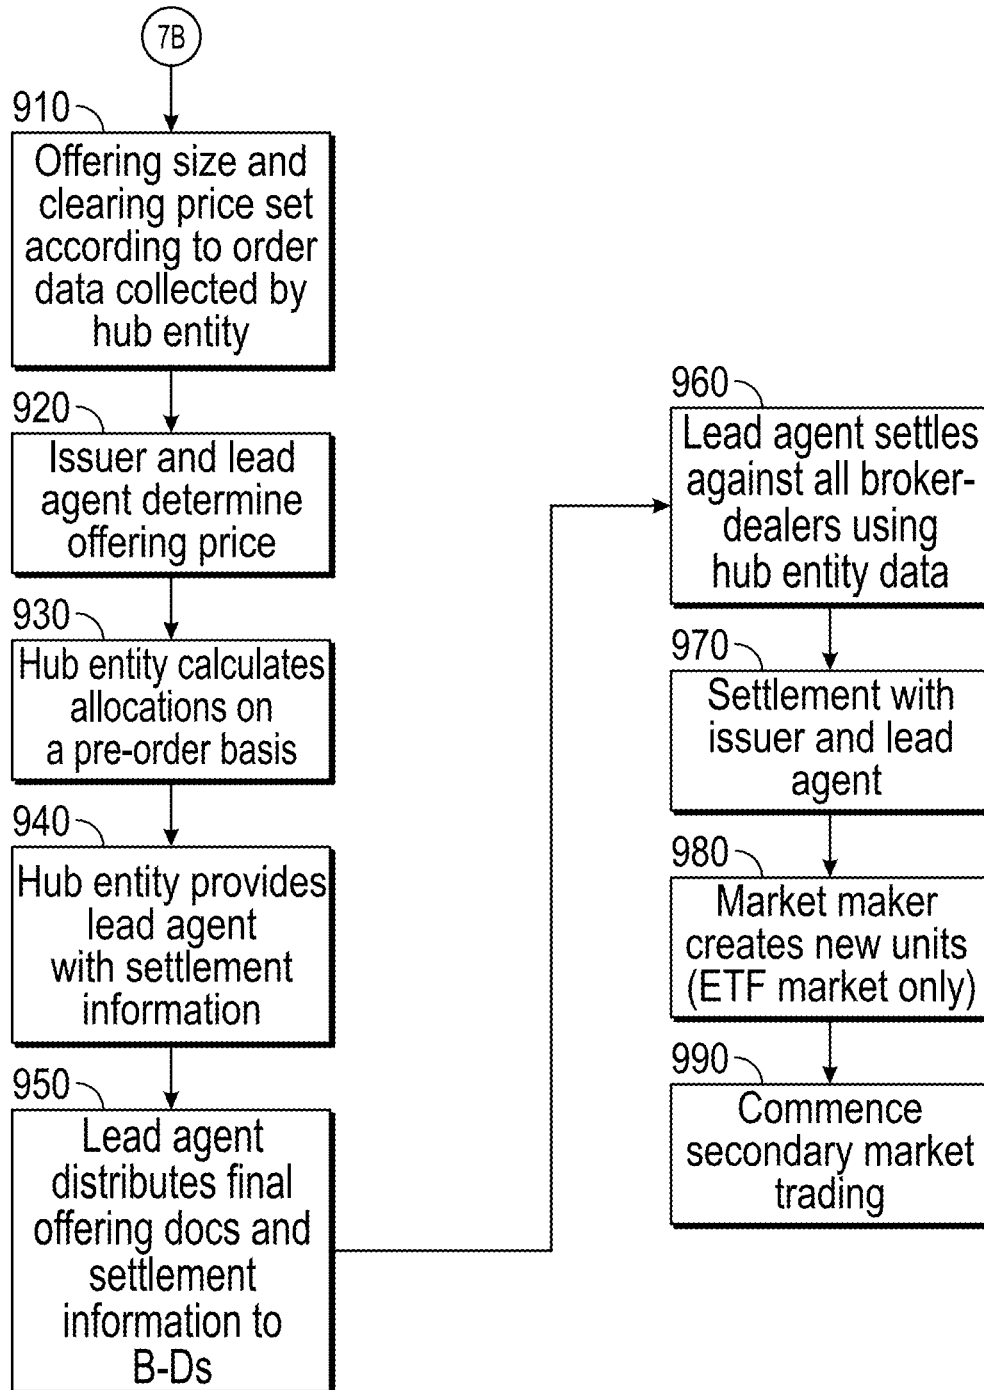 7B
910
Offering size and
clearing price set
according to order
data collected by
hub entity
920
Issuer and lead
agent determine
offering price
930
Hub entity calculates
allocations on
a pre-order basis
940
Hub entity provides
lead agent
with settlement
information
950
Lead agent
distributes final
offering docs and
settlement
information to
B-Ds
960
Lead agent settles
against all broker-
dealers using
hub entity data
970
Settlement with
issuer and lead
agent
980
Market maker
creates new units
(ETF market only)
990
Commence
secondary market
trading